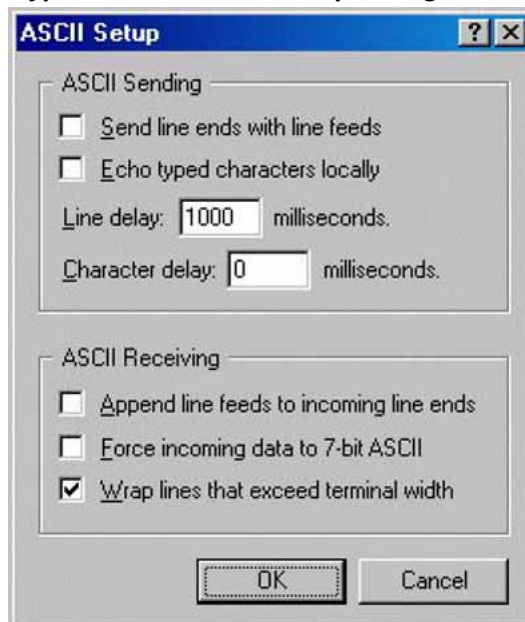 ASCII Setup
ASCII Sending
Send line ends with line feeds
Echo typed characters locally
Line delay: 1000 milliseconds.
Character delay: 0 milliseconds.
ASCII Receiving
Append line feeds to incoming line ends
Force incoming data to 7-bit ASCII
Wrap lines that exceed terminal width
OK Cancel